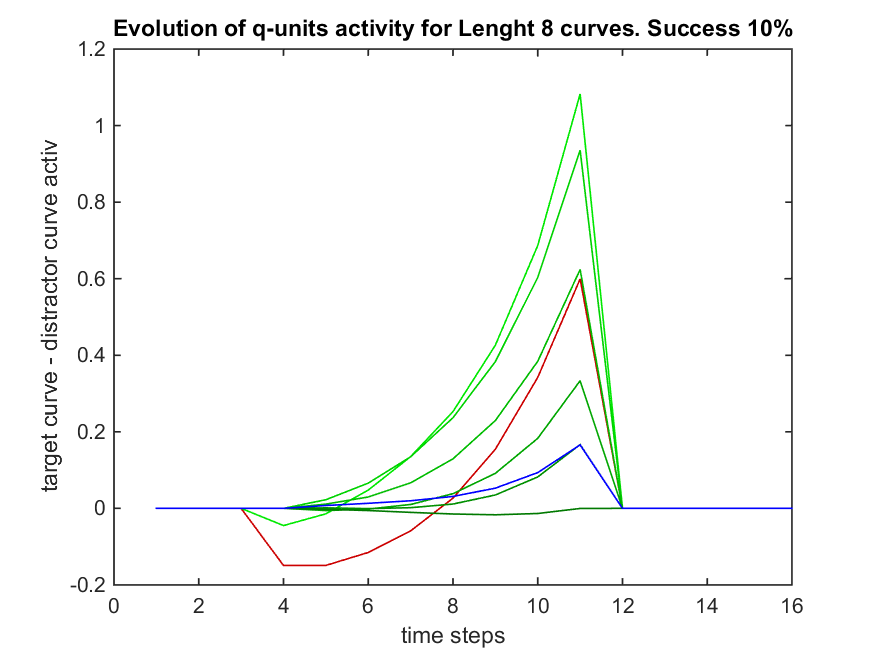 Evolution of q-units activity for Lenght 8 curves. Success 10%
target curve - distractor curve activ
1.2
1
0.8
0.6
0.4
0.2
0
-0.2
0 2 4 6 8 10 12 14 16
time steps